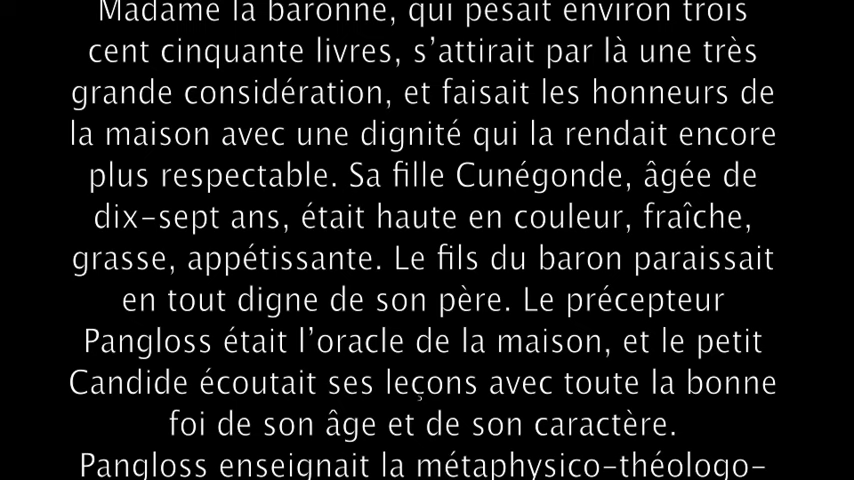 Madame la baronne, qui pesait environ trois
cent cinquante livres, s’attirait par là une très
grande considération, et faisait les honneurs de
la maison avec une dignité qui la rendait encore
plus respectable. Sa fille Cunégonde, âgée de
dix-sept ans, était haute en couleur, fraîche,
grasse, appétissante. Le fils du baron paraissait
en tout digne de son père. Le précepteur
Pangloss était l’oracle de la maison, et le petit
Candide écoutait ses leçons avec toute la bonne
foi de son âge et de son caractère.
Pangloss enseignait la métaphysico-théologo-